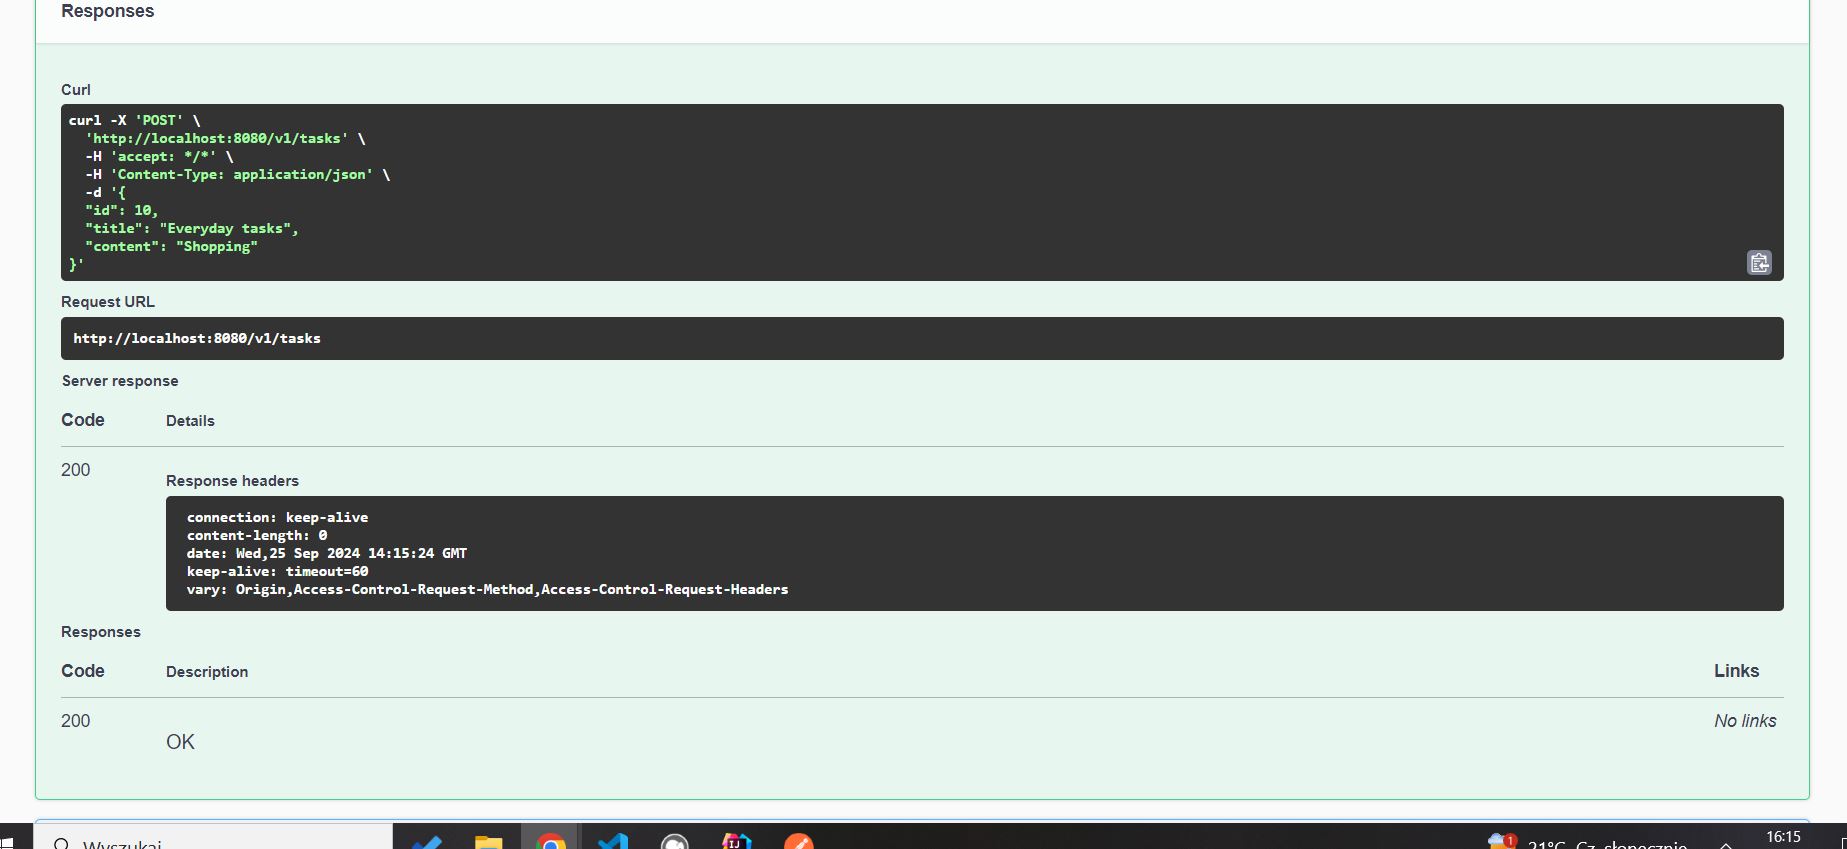 Responses
Curl
curl -X 'POST' \
'http://localhost:8080/v1/tasks' \
-H 'accept: */*' \
-H 'Content-Type: application/json' \
-d '{
"id": 10,
"title": "Everyday tasks",
"content": "Shopping"
}'
Request URL
http://localhost:8080/v1/tasks
Server response
Code Details
200
Response headers
connection: keep-alive
content-length: 0
date: Wed,25 Sep 2024 14:15:24 GMT
keep-alive: timeout=60
vary: Origin,Access-Control-Request-Method,Access-Control-Request-Headers
Responses
Code Description Links
200 No links
OK
Wyszukaj 1 21°C Cz. słonecznie 16:15